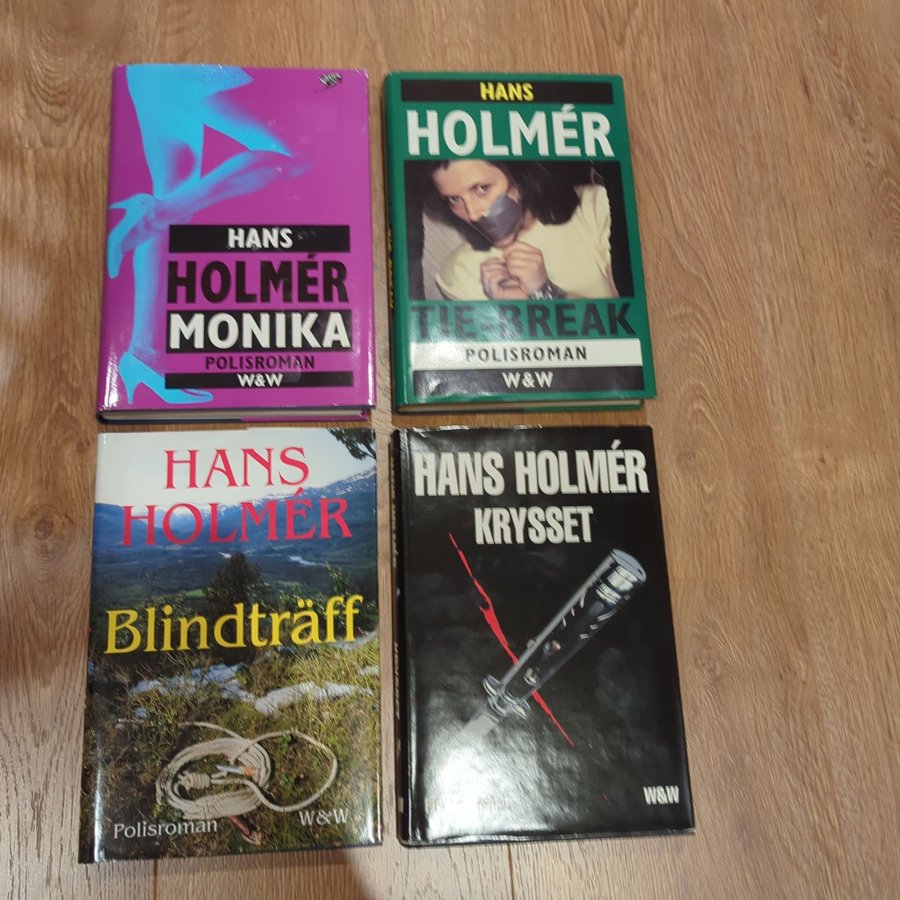 HANS
HOLMÉR
MONIKA
POLISROMAN
W&W
HANS
HOLMÉR
TIE-BREAK
POLISROMAN
W&W
HANS
HOLMÉR
Blindträff
Polisroman
W&W
HANS HOLMÉR
KRYSSET
W&W